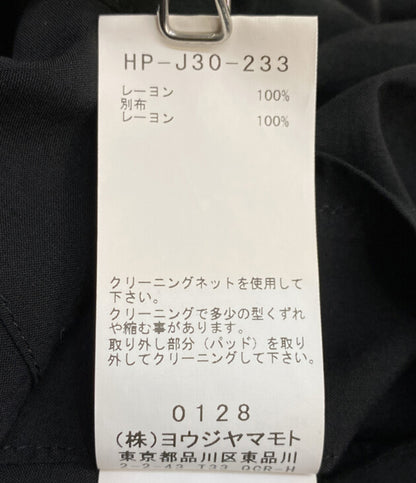 HP-J30-233
レーヨン 100%
別布
レーヨン 100%
クリーニングネットを使用して
下さい。
クリーニングで多少の型くずれ
や縮む事があります。
取り外し部分（パッド）を取り
外してクリーニングして下さい。
0128
(株)ヨウジヤマモト
東京都品川区東品川
2-2-43 T33 OCR-H